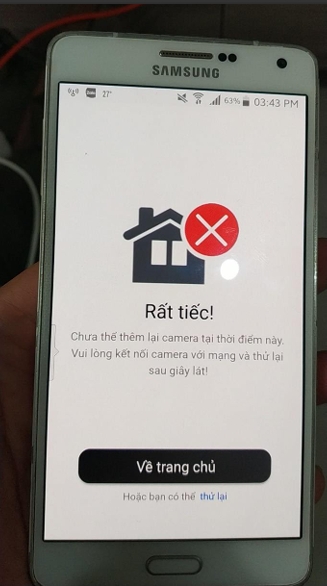 SAMSUNG
27°
63% 03:43 PM
Rất tiếc!
Chưa thể thêm lại camera tại thời điểm này.
Vui lòng kết nối camera với mạng và thử lại
sau giây lát!
Về trang chủ
Hoặc bạn có thể thử lại